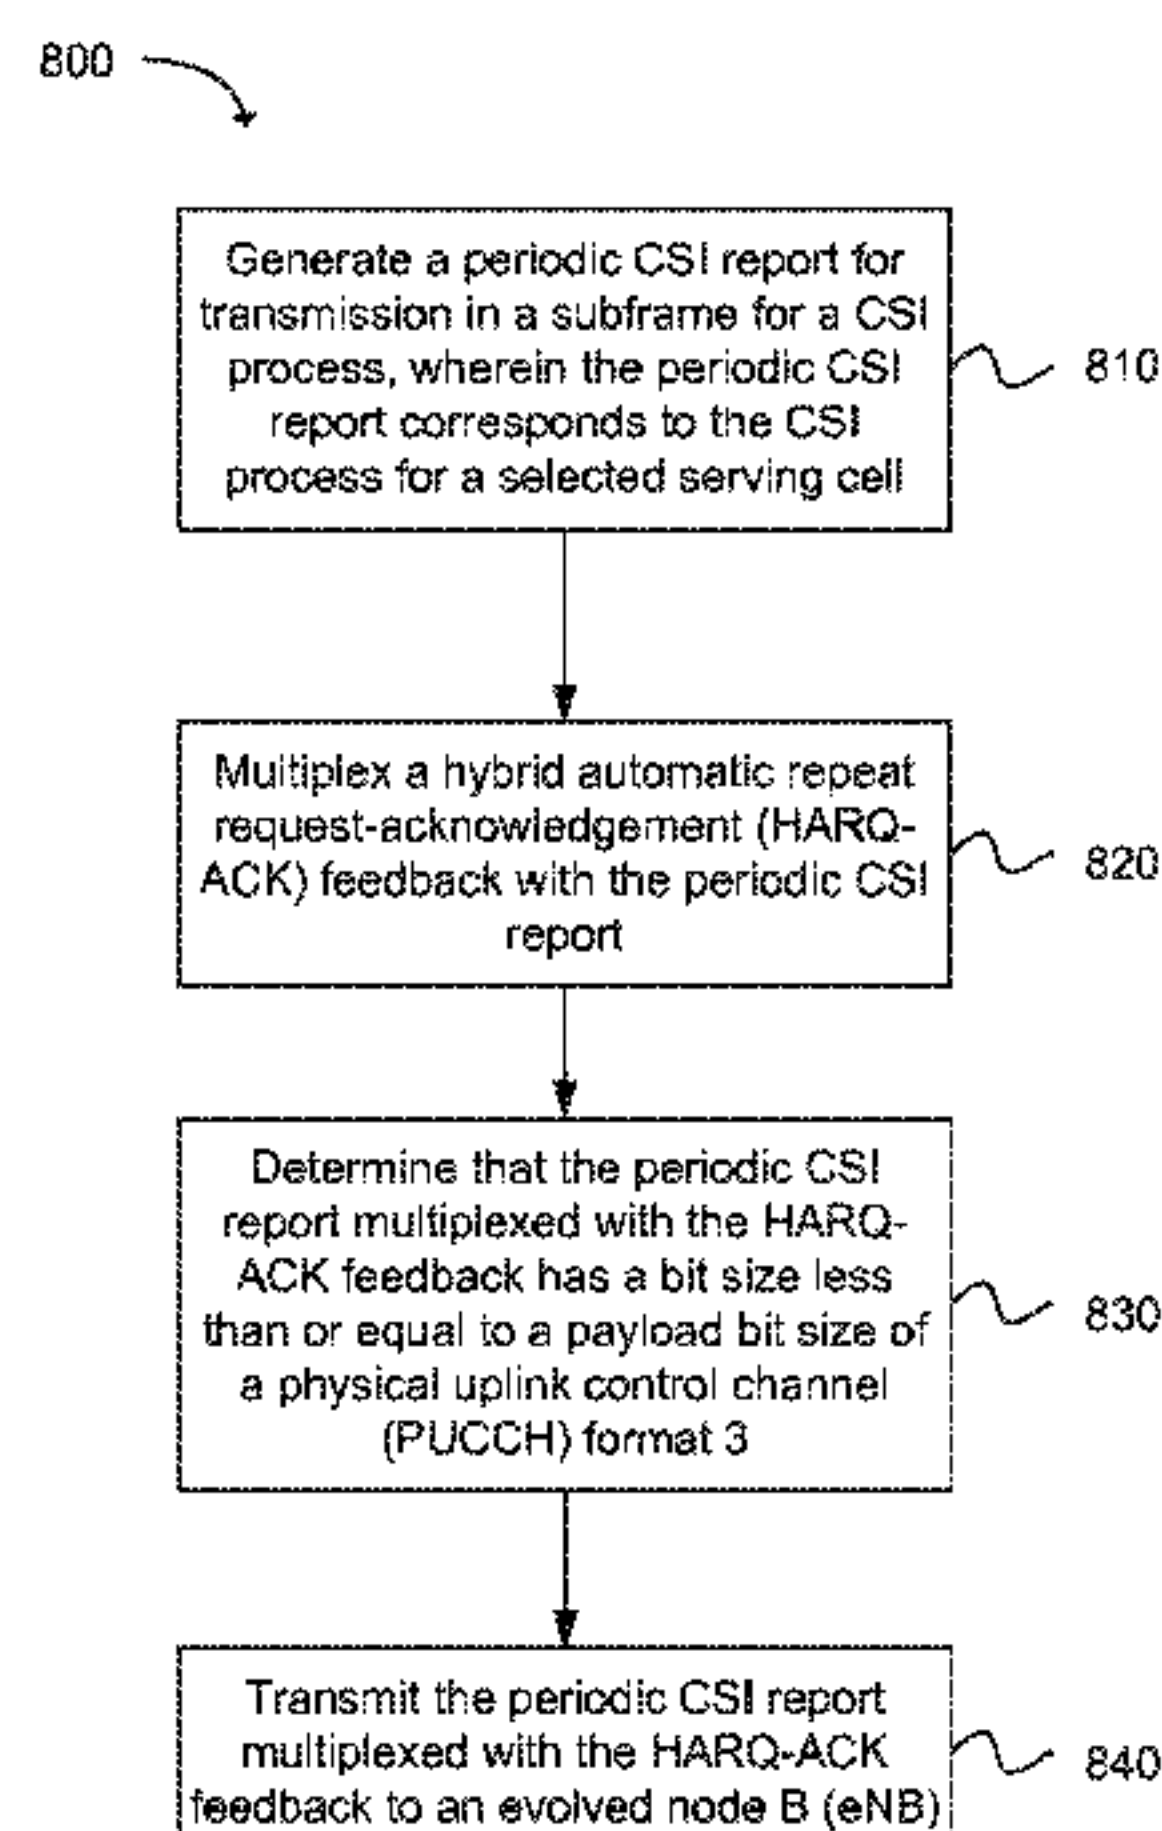 800
Generate a periodic CSI report for
transmission in a subframe for a CSI
process, wherein the periodic CSI
report corresponds to the CSI
process for a selected serving cell
810
Multiplex a hybrid automatic repeat
request-acknowledgement (HARQ-
ACK) feedback with the periodic CSI
report
820
Determine that the periodic CSI
report multiplexed with the HARQ-
ACK feedback has a bit size less
than or equal to a payload bit size of
a physical uplink control channel
(PUCCH) format 3
830
Transmit the periodic CSI report
multiplexed with the HARQ-ACK
feedback to an evolved node B (eNB)
840